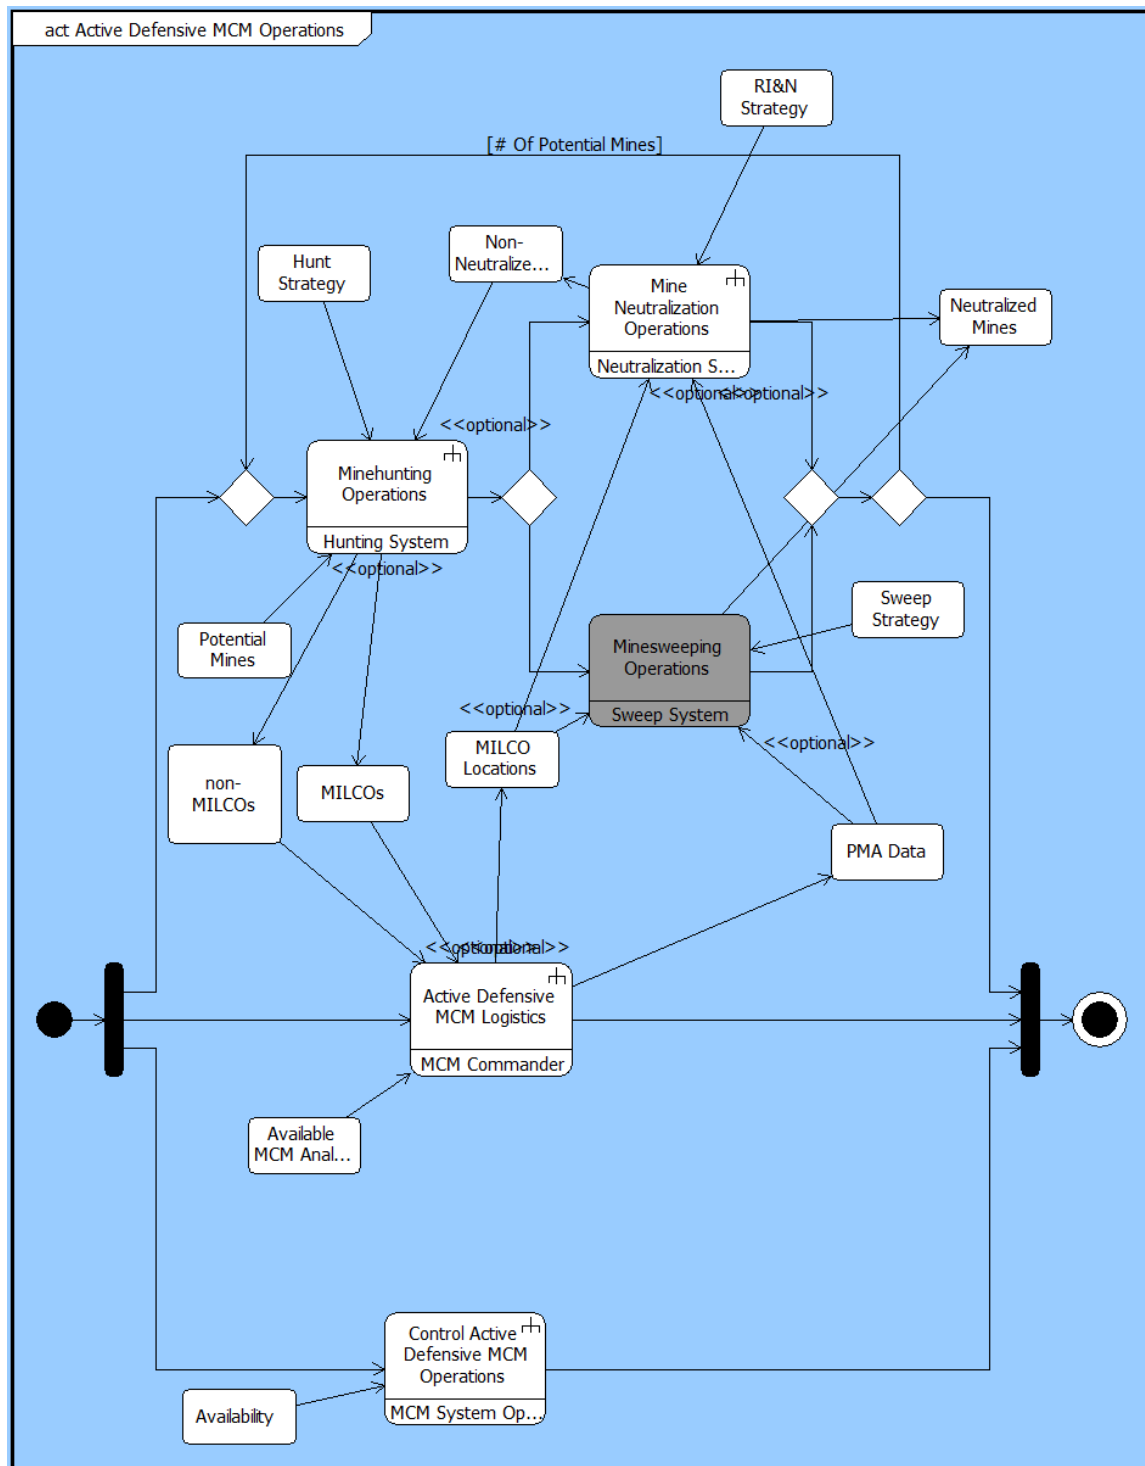 act Active Defensive MCM Operations
RI&N
Strategy
[# Of Potential Mines]
Non-
Neutralize...
Hunt
Strategy
Mine
Neutralization
Operations
Neutralization S...
Neutralized
Mines
<<optional>>
<<optional>>
<<optional>>
Minehunting
Operations
Hunting System
<<optional>>
Potential
Mines
Sweep
Strategy
Minesweeping
Operations
Sweep System
<<optional>>
<<optional>>
MILCO
Locations
non-
MILCOs
MILCOs
PMA Data
<<optional>>
<<optional>>
Active Defensive
MCM Logistics
MCM Commander
Available
MCM Anal...
Control Active
Defensive MCM
Operations
MCM System Op...
Availability